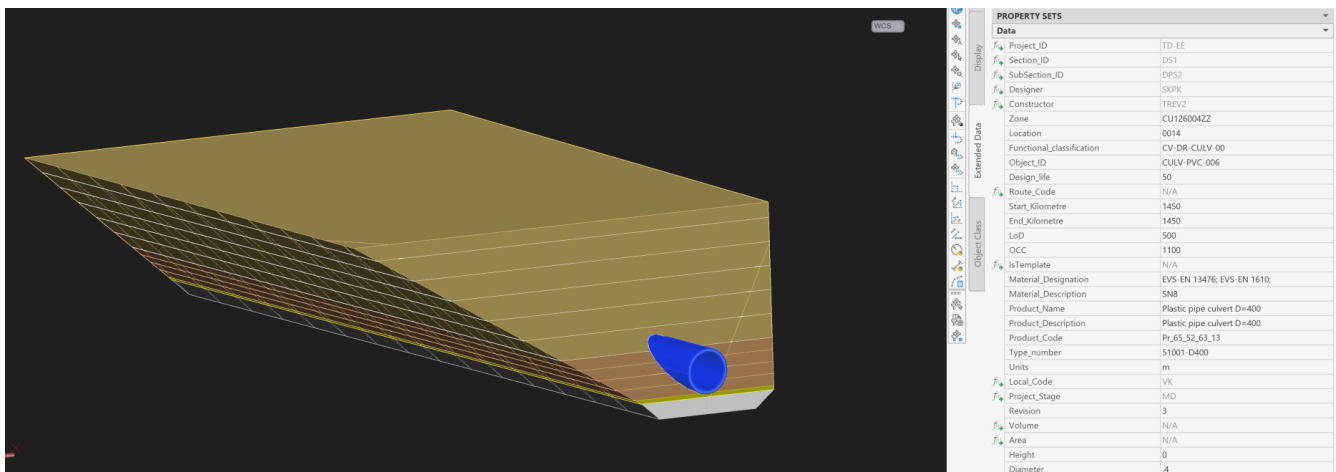 WCS
PROPERTY SETS
Data
Display
Extended Data
Object Class
Project_ID TD-EE
Section_ID DS1
SubSection_ID DPS2
Designer SKPK
Constructor TREV2
Zone CU126004ZZ
Location 0014
Functional_classification CV-DR-CULV-00
Object_ID CULV-PVC-006
Design_life 50
Route_Code N/A
Start_Kilometre 1450
End_Kilometre 1450
LoD 500
OCC 1100
IsTemplate N/A
Material_Designation EVS-EN 13476; EVS-EN 1610;
Material_Description SN8
Product_Name Plastic pipe culvert D=400
Product_Description Plastic pipe culvert D=400
Product_Code Pr_65_52_63_13
Type_number 51001-D400
Units m
Local_Code VK
Project_Stage MD
Revision 3
Volume N/A
Area N/A
Height 0
Diameter .4